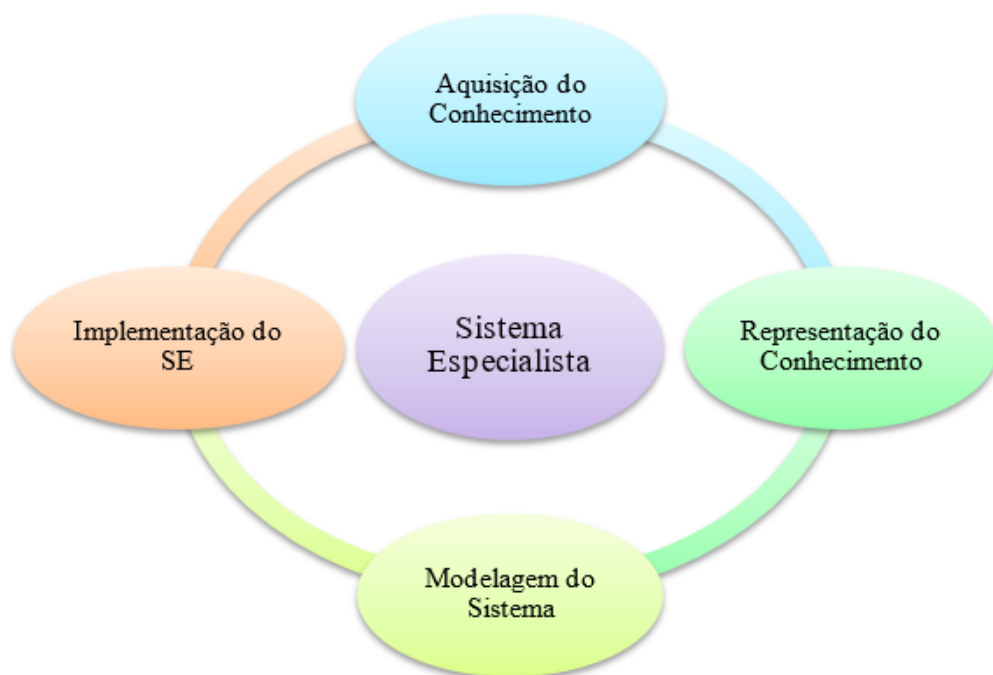 Aquisição do
Conhecimento
Implementação do
SE
Sistema
Especialista
Representação do
Conhecimento
Modelagem do
Sistema